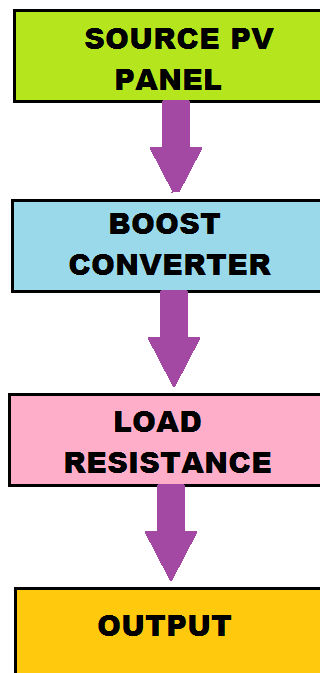 SOURCE PV
PANEL
BOOST
CONVERTER
LOAD
RESISTANCE
OUTPUT